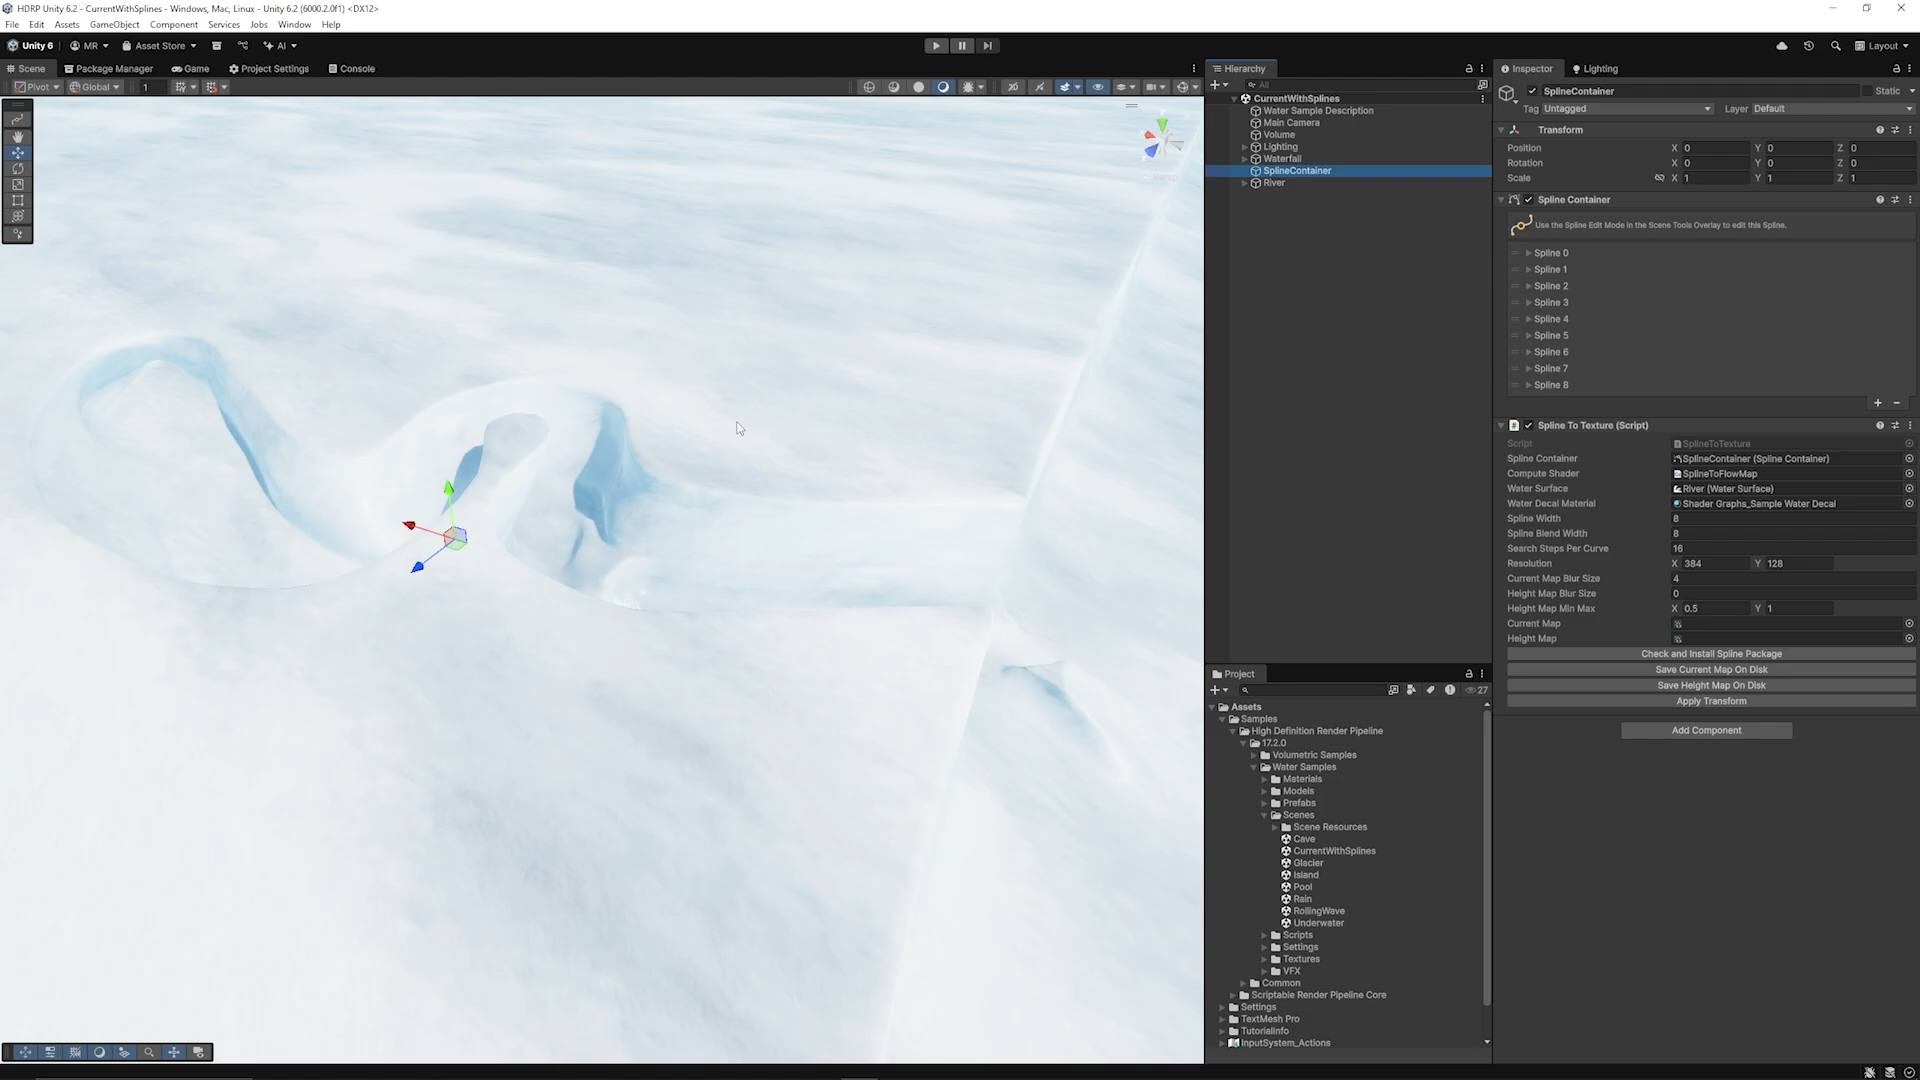 HDRP Unity 6.2 - CurrentWithSplines - Windows, Mac, Linux - Unity 6.2 (6000.2.0f1) <DX12>
File Edit Assets GameObject Component Services Jobs Window Help
Unity 6 MR Asset Store AI Layout
Scene Package Manager Game Project Settings Console
Pivot Global 1
Hierarchy
All
CurrentWithSplines
Water Sample Description
Main Camera
Volume
Lighting
Waterfall
SplineContainer
River
Project
27
Assets
Samples
High Definition Render Pipeline
17.2.0
Volumetric Samples
Water Samples
Materials
Models
Prefabs
Scenes
Scene Resources
Cave
CurrentWithSplines
Glacier
Island
Pool
Rain
RollingWave
Underwater
Scripts
Settings
Textures
VFX
Common
Scriptable Render Pipeline Core
Settings
TextMesh Pro
TutorialInfo
InputSystem_Actions
Inspector Lighting
SplineContainer Static
Tag Untagged Layer Default
Transform
Position X 0 Y 0 Z 0
Rotation X 0 Y 0 Z 0
Scale X 1 Y 1 Z 1
Spline Container
Use the Spline Edit Mode in the Scene Tools Overlay to edit this Spline.
Spline 0
Spline 1
Spline 2
Spline 3
Spline 4
Spline 5
Spline 6
Spline 7
Spline 8
Spline To Texture (Script)
Script SplineToTexture
Spline Container SplineContainer (Spline Container)
Compute Shader SplineToFlowMap
Water Surface River (Water Surface)
Water Decal Material Shader Graphs_Sample Water Decal
Spline Width 8
Spline Blend Width 8
Search Steps Per Curve 16
Resolution X 384 Y 128
Current Map Blur Size 4
Height Map Blur Size 0
Height Map Min Max X 0.5 Y 1
Current Map
Height Map
Check and Install Spline Package
Save Current Map On Disk
Save Height Map On Disk
Apply Transform
Add Component